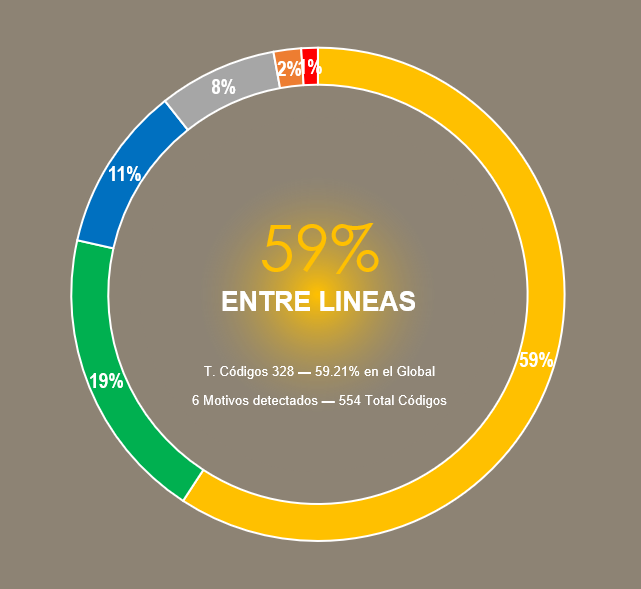 2%
1%
8%
11%
59%
ENTRE LINEAS
59%
T. Códigos 328 — 59.21% en el Global
19%
6 Motivos detectados — 554 Total Códigos